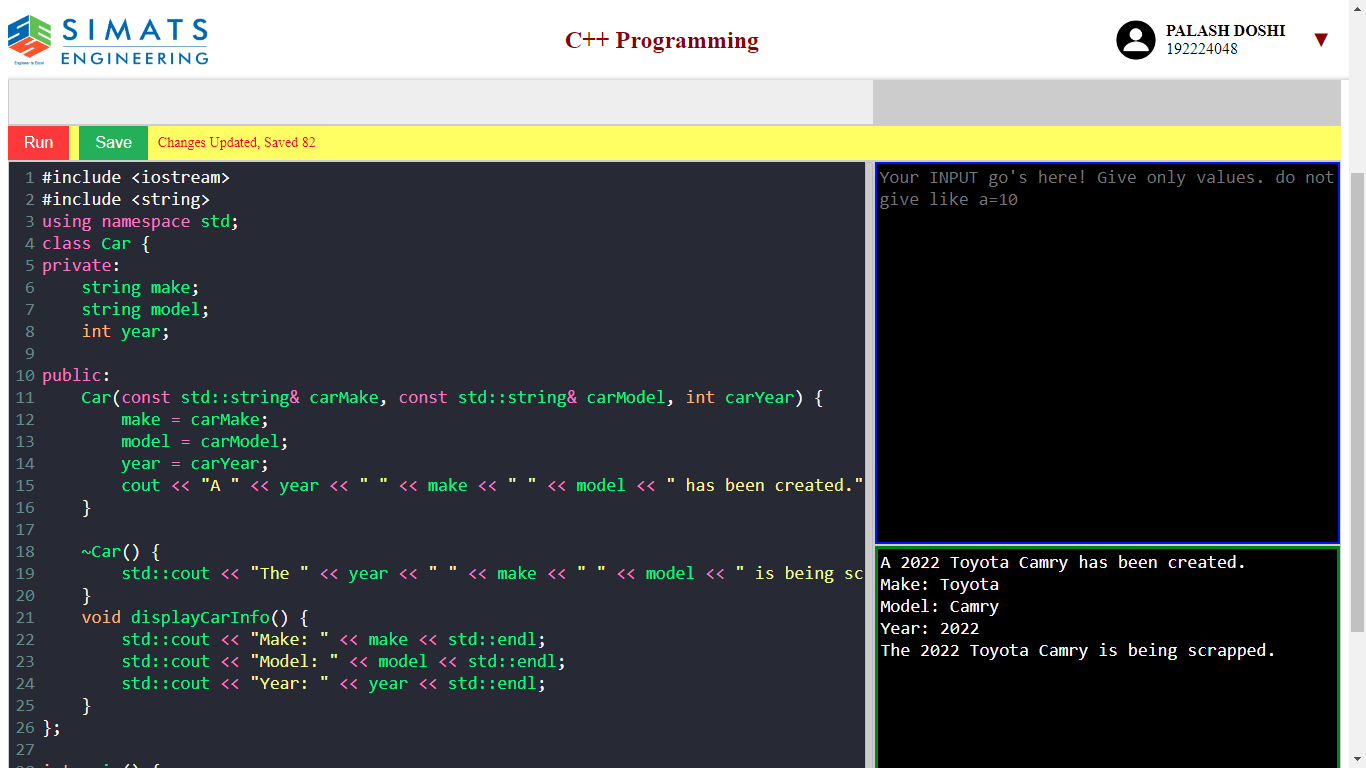 SIMATS
ENGINEERING
Engineer to Excel
C++ Programming
PALASH DOSHI
192224048
▼
Run
Save
Changes Updated, Saved 82
1 #include <iostream>
2 #include <string>
3 using namespace std;
4 class Car {
5 private:
6     string make;
7     string model;
8     int year;
9
10 public:
11     Car(const std::string& carMake, const std::string& carModel, int carYear) {
12         make = carMake;
13         model = carModel;
14         year = carYear;
15         cout << "A " << year << " " << make << " " << model << " has been created."
16     }
17
18     ~Car() {
19         std::cout << "The " << year << " " << make << " " << model << " is being sc
20     }
21     void displayCarInfo() {
22         std::cout << "Make: " << make << std::endl;
23         std::cout << "Model: " << model << std::endl;
24         std::cout << "Year: " << year << std::endl;
25     }
26 };
27
Your INPUT go's here! Give only values. do not
give like a=10
A 2022 Toyota Camry has been created.
Make: Toyota
Model: Camry
Year: 2022
The 2022 Toyota Camry is being scrapped.